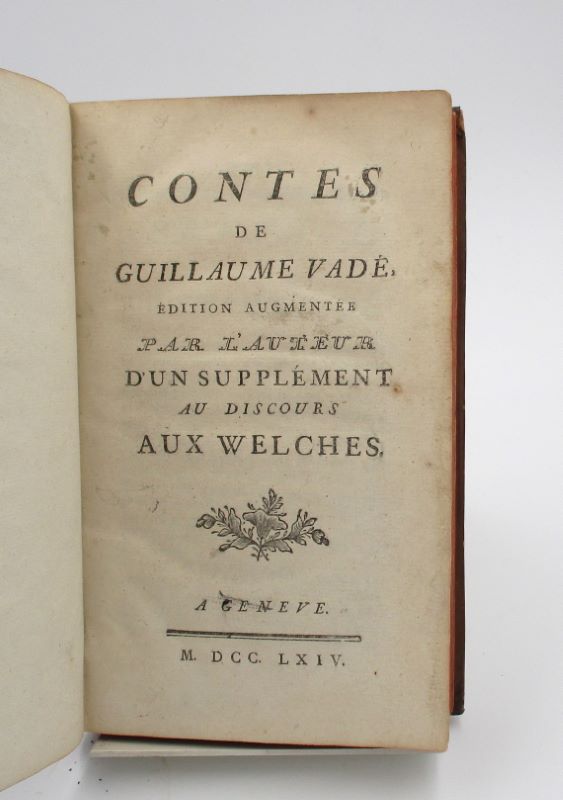 CONTES
DE
GUILLAUME VADÉ,
ÉDITION AUGMENTÉE
PAR L'AUTEUR
D'UN SUPPLÉMENT
AU DISCOURS
AUX WELCHES.
A GENEVE.
M. DCC. LXIV.